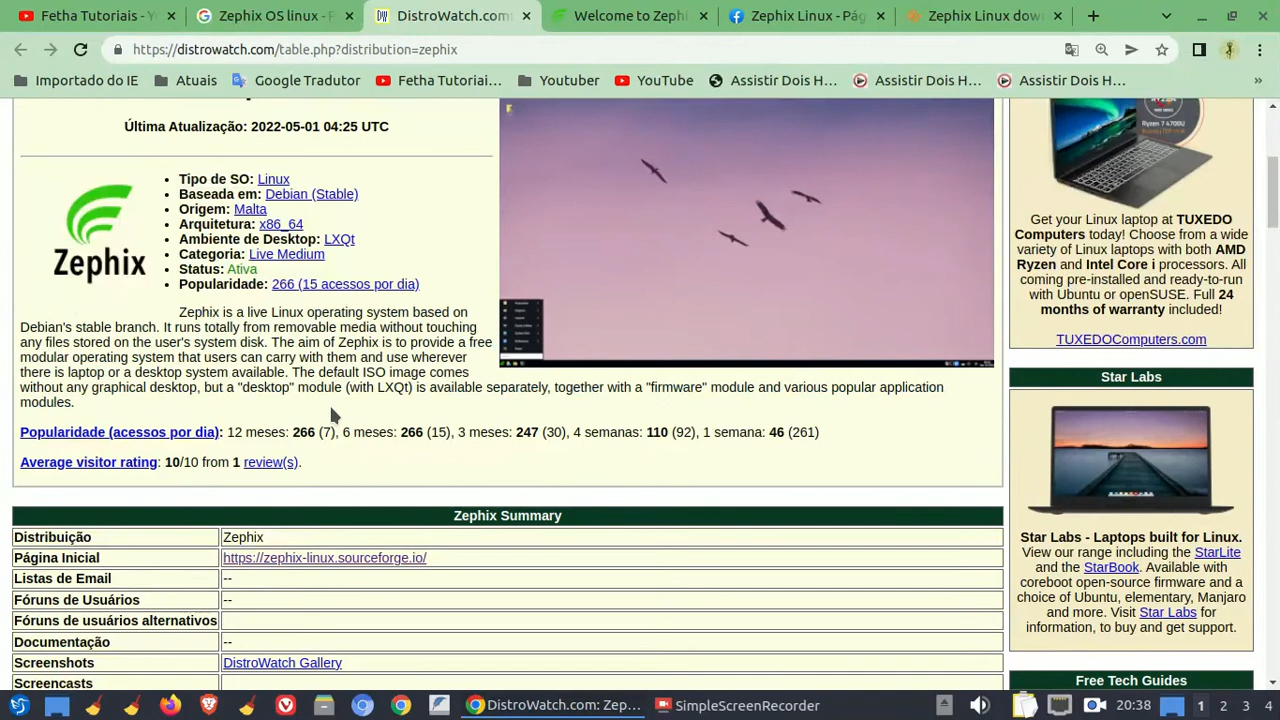 Fetha Tutoriais - Yo
Zephix OS linux - P
DistroWatch.com
Welcome to Zephi
Zephix Linux - Pág
Zephix Linux dow
https://distrowatch.com/table.php?distribution=zephix
Importado do IE
Atuais
Google Tradutor
Fetha Tutoriai...
Youtuber
YouTube
Assistir Dois H...
Assistir Dois H...
Assistir Dois H...
»
Última Atualização: 2022-05-01 04:25 UTC
Zephix
• Tipo de SO: Linux
• Baseada em: Debian (Stable)
• Origem: Malta
• Arquitetura: x86_64
• Ambiente de Desktop: LXQt
• Categoria: Live Medium
• Status: Ativa
• Popularidade: 266 (15 acessos por dia)
Zephix is a live Linux operating system based on
Debian's stable branch. It runs totally from removable media without touching
any files stored on the user's system disk. The aim of Zephix is to provide a free
modular operating system that users can carry with them and use wherever
there is laptop or a desktop system available. The default ISO image comes
without any graphical desktop, but a "desktop" module (with LXQt) is available separately, together with a "firmware" module and various popular application
modules.
Popularidade (acessos por dia): 12 meses: 266 (7), 6 meses: 266 (15), 3 meses: 247 (30), 4 semanas: 110 (92), 1 semana: 46 (261)
Average visitor rating: 10/10 from 1 review(s).
Zephix Summary
Distribuição Zephix
Página Inicial https://zephix-linux.sourceforge.io/
Listas de Email --
Fóruns de Usuários --
Fóruns de usuários alternativos
Documentação --
Screenshots DistroWatch Gallery
Screencasts
Ryzen 7 4700U
Get your Linux laptop at TUXEDO
Computers today! Choose from a wide
variety of Linux laptops with both AMD
Ryzen and Intel Core i processors. All
coming pre-installed and ready-to-run
with Ubuntu or openSUSE. Full 24
months of warranty included!
TUXEDOComputers.com
Star Labs
Star Labs - Laptops built for Linux.
View our range including the StarLite
and the StarBook. Available with
coreboot open-source firmware and a
choice of Ubuntu, elementary, Manjaro
and more. Visit Star Labs for
information, to buy and get support.
Free Tech Guides
DistroWatch.com: Zep...
SimpleScreenRecorder
20:38
1 2 3 4